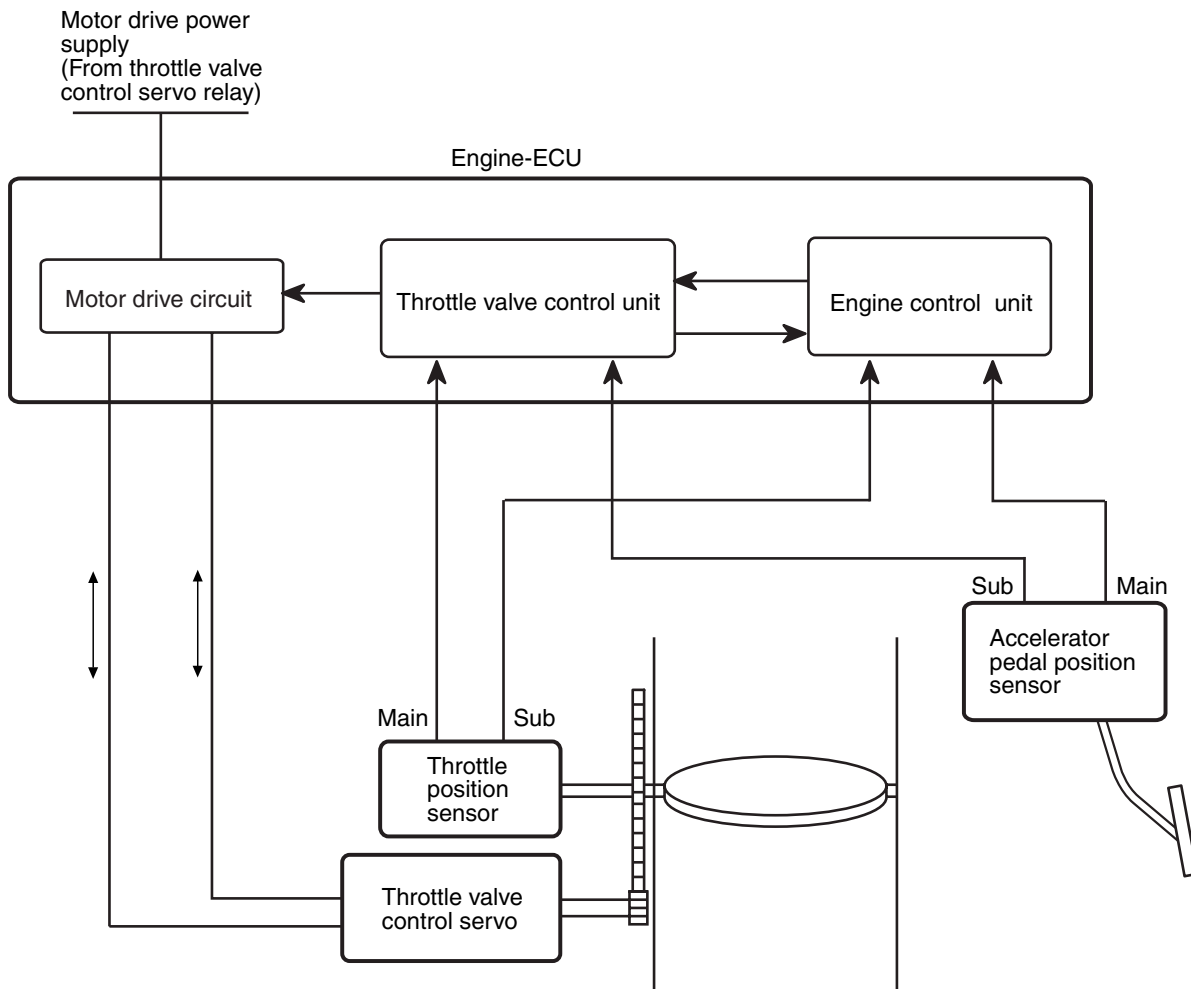 Motor drive power
supply
(From throttle valve
control servo relay)
Engine-ECU
Motor drive circuit
Throttle valve control unit
Engine control  unit
Sub
Main
Accelerator
pedal position
sensor
Main
Sub
Throttle
position
sensor
Throttle valve
control servo